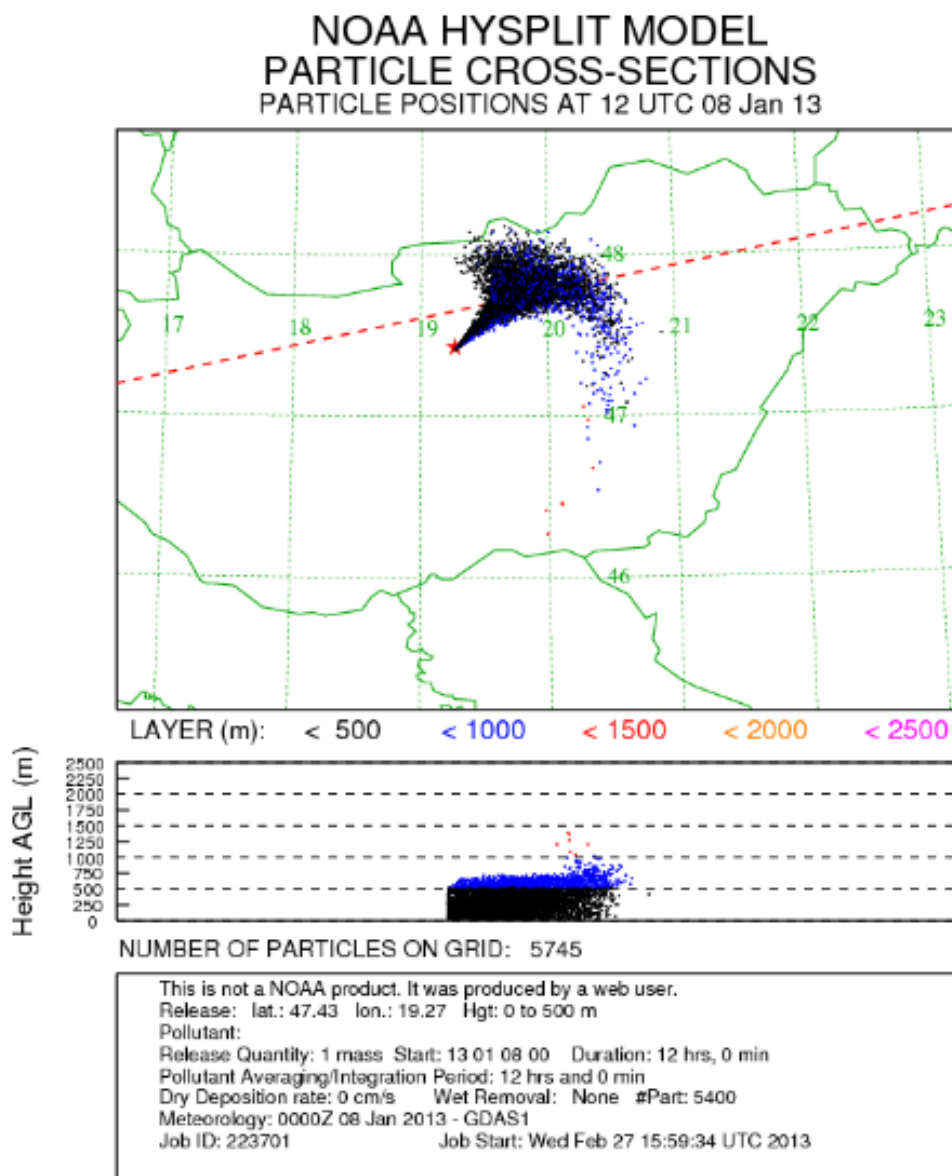 NOAA HYSPLIT MODEL
PARTICLE CROSS-SECTIONS
PARTICLE POSITIONS AT 12 UTC 08 Jan 13
48
17 18 19 20 21 22 23
47
46
LAYER (m): < 500 < 1000 < 1500 < 2000 < 2500
Height AGL (m)
2500
2250
2000
1750
1500
1250
1000
750
500
250
0
NUMBER OF PARTICLES ON GRID: 5745
This is not a NOAA product. It was produced by a web user.
Release: lat.: 47.43 lon.: 19.27 Hgt: 0 to 500 m
Pollutant:
Release Quantity: 1 mass Start: 13 01 08 00 Duration: 12 hrs, 0 min
Pollutant Averaging/Integration Period: 12 hrs and 0 min
Dry Deposition rate: 0 cm/s Wet Removal: None #Part: 5400
Meteorology: 0000Z 08 Jan 2013 - GDAS1
Job ID: 223701 Job Start: Wed Feb 27 15:59:34 UTC 2013